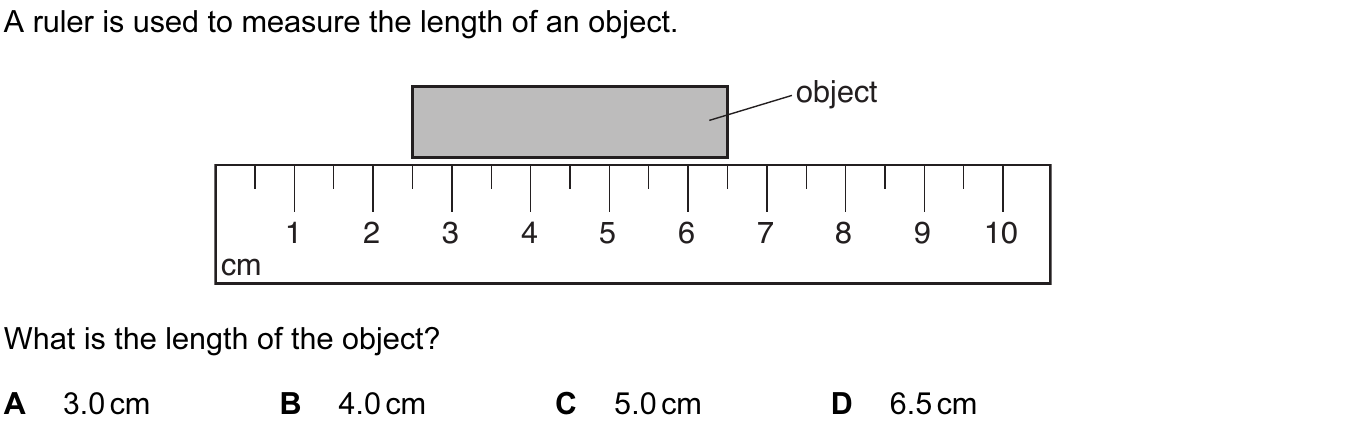 A ruler is used to measure the length of an object.
object
1 2 3 4 5 6 7 8 9 10
cm
What is the length of the object?
A 3.0 cm B 4.0 cm C 5.0 cm D 6.5 cm